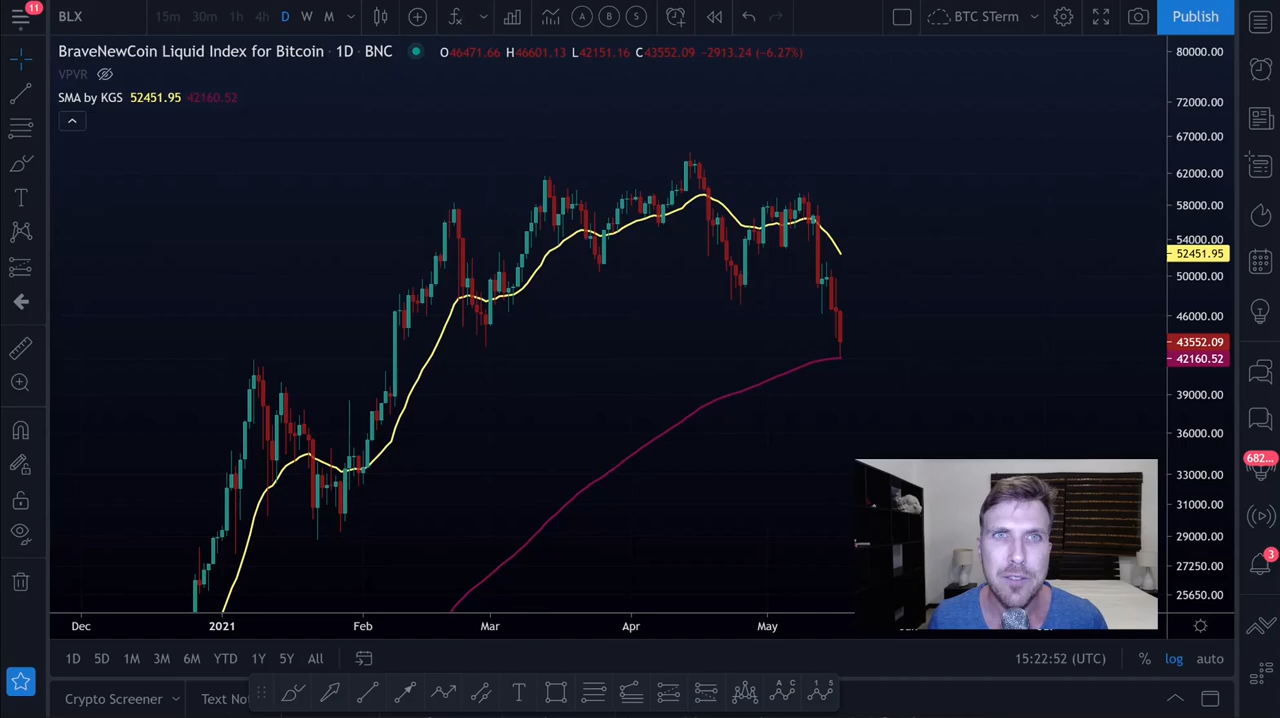 11
BLX
15m 30m 1h 4h D W M
A B S
BTC STerm
Publish
BraveNewCoin Liquid Index for Bitcoin · 1D · BNC
O46471.66 H46601.13 L42151.16 C43552.09 -2913.24 (-6.27%)
VPVR
SMA by KGS 52451.95 42160.52
80000.00
72000.00
67000.00
62000.00
58000.00
54000.00
52451.95
50000.00
46000.00
43552.09
42160.52
39000.00
36000.00
33000.00
31000.00
29000.00
27250.00
25650.00
682...
3
Dec 2021 Feb Mar Apr May
1D 5D 1M 3M 6M YTD 1Y 5Y All
15:22:52 (UTC) % log auto
Crypto Screener
Text No
T
A C
1 5